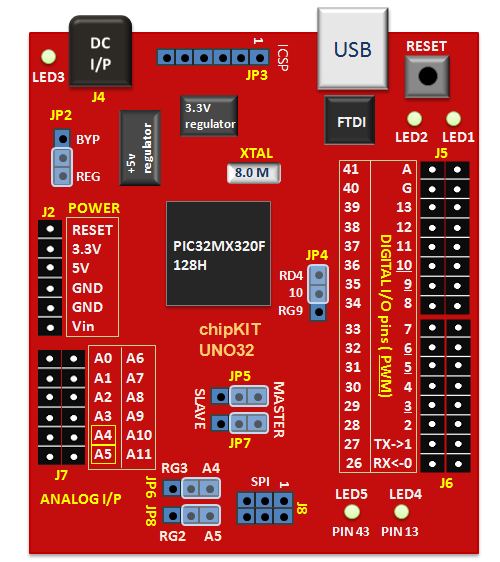 DC
I/P
LED3
J4
1
ICSP
JP3
USB
RESET
JP2
BYP
REG
+5v
regulator
3.3V
regulator
FTDI
LED2
LED1
XTAL
8.0 M
J5
J2
POWER
RESET
3.3V
5V
GND
GND
Vin
PIC32MX320F
128H
JP4
RD4
10
RG9
41 A
40 G
39 13
38 12
37 11
36 10
35 9
34 8
33 7
32 6
31 5
30 4
29 3
28 2
27 TX->1
26 RX<-0
DIGITAL I/O pins ( PWM)
chipKIT
UNO32
A0 A6
A1 A7
A2 A8
A3 A9
A4 A10
A5 A11
J7
ANALOG I/P
JP5
SLAVE
MASTER
JP7
JP6
RG3 A4
JP8
RG2 A5
SPI 1
J8
J6
LED5
PIN 43
LED4
PIN 13